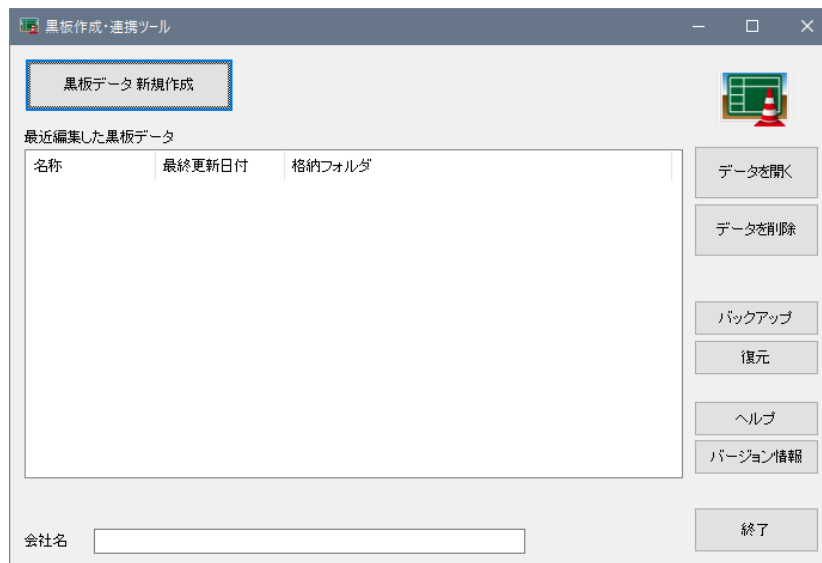 黒板作成・連携ツール
黒板データ 新規作成
最近編集した黒板データ
名称 最終更新日付 格納フォルダ
データを開く
データを削除
バックアップ
復元
ヘルプ
バージョン情報
会社名
終了